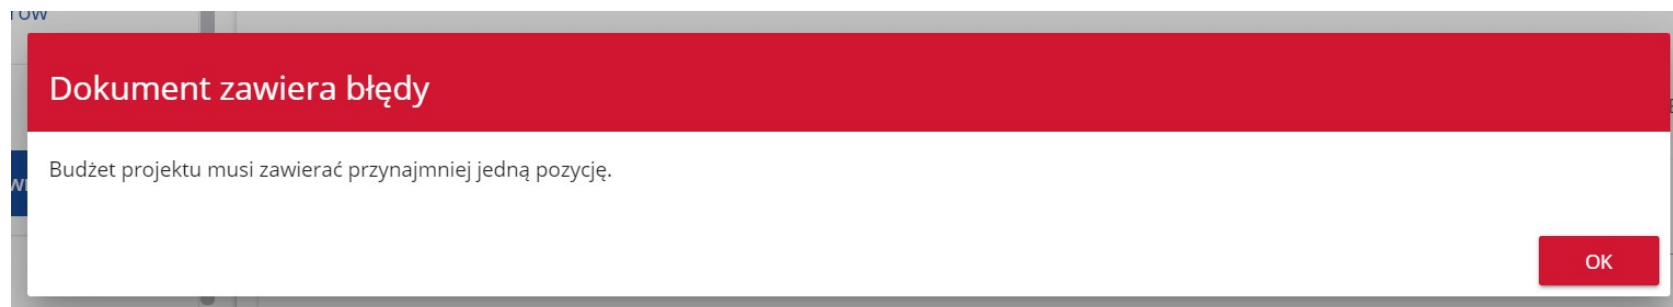 Dokument zawiera błędy
Budżet projektu musi zawierać przynajmniej jedną pozycję.
OK